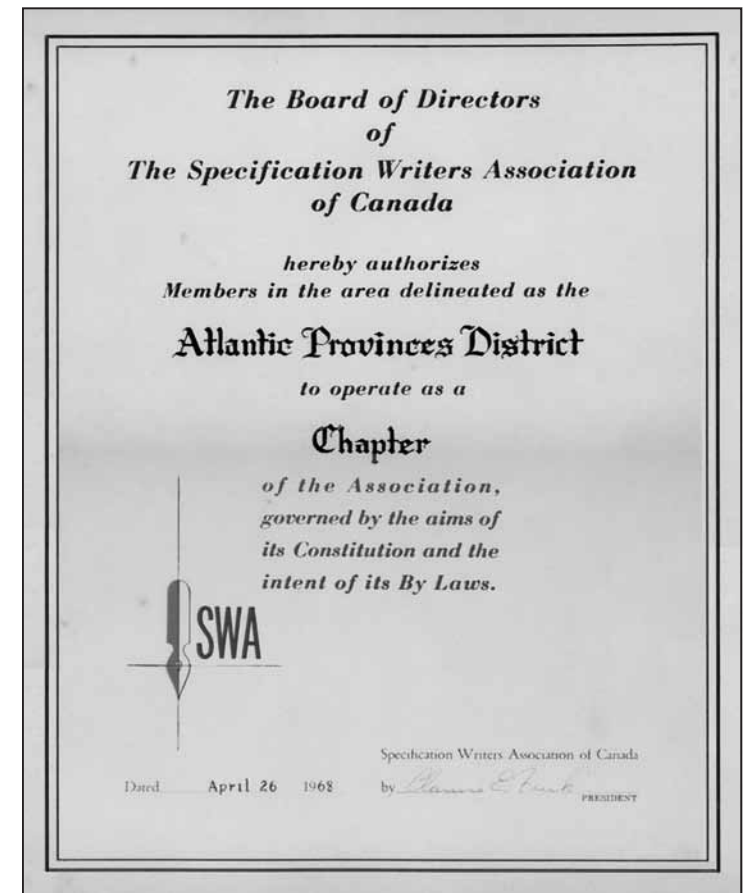 The Board of Directors
of
The Specification Writers Association
of Canada
hereby authorizes
Members in the area delineated as the
Atlantic Provinces District
to operate as a
Chapter
of the Association,
governed by the aims of
its Constitution and the
intent of its By Laws.
SWA
Specification Writers Association of Canada
Dated April 26 1968 by
PRESIDENT